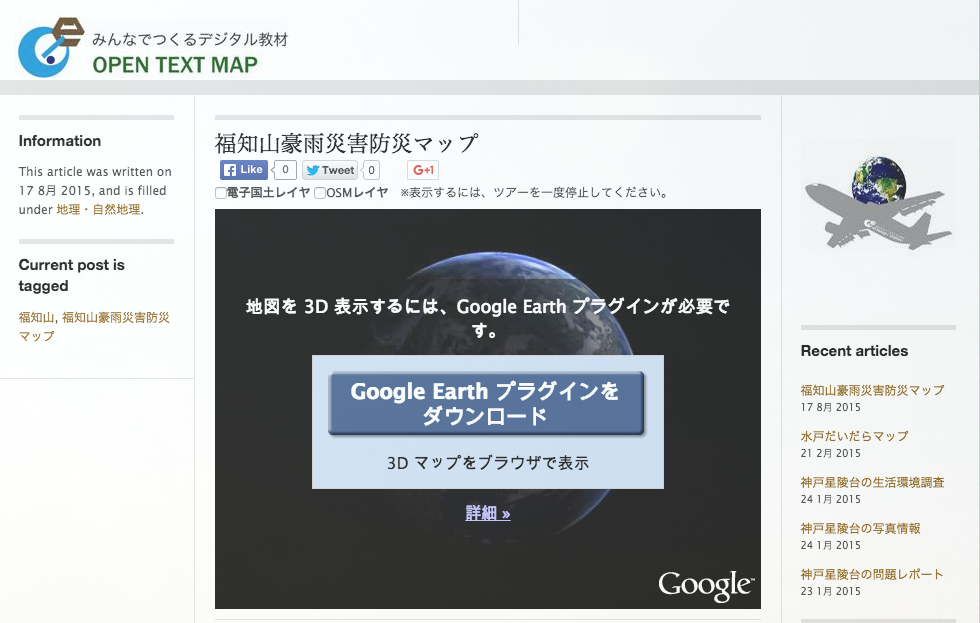 みんなでつくるデジタル教材
OPEN TEXT MAP
Information
This article was written on
17 8月 2015, and is filled
under 地理・自然地理.
Current post is
tagged
福知山, 福知山豪雨災害防災
マップ
福知山豪雨災害防災マップ
Like 0 Tweet 0 G+1
電子国土レイヤ OSMレイヤ ※表示するには、ツアーを一度停止してください。
地図を 3D 表示するには、Google Earth プラグインが必要で
す。
Google Earth プラグインを
ダウンロード
3D マップをブラウザで表示
詳細 »
Google™
Recent articles
福知山豪雨災害防災マップ
17 8月 2015
水戸だいだらマップ
21 2月 2015
神戸星陵台の生活環境調査
24 1月 2015
神戸星陵台の写真情報
24 1月 2015
神戸星陵台の問題レポート
23 1月 2015